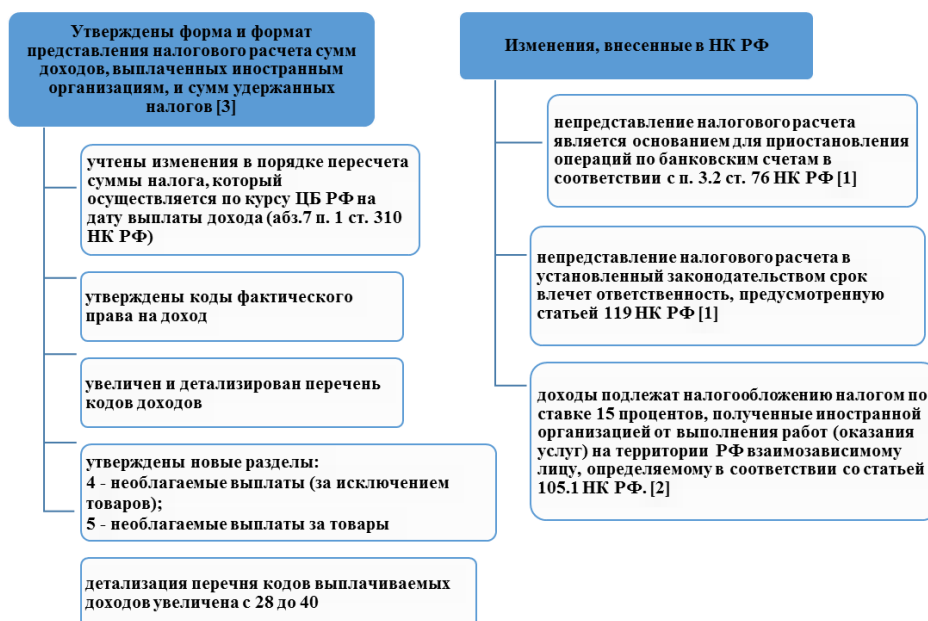 Утверждены форма и формат
представления налогового расчета сумм
доходов, выплаченных иностранным
организациям, и сумм удержанных
налогов [3]
учтены изменения в порядке пересчета
суммы налога, который
осуществляется по курсу ЦБ РФ на
дату выплаты дохода (абз.7 п. 1 ст. 310
НК РФ)
утверждены коды фактического
права на доход
увеличен и детализирован перечень
кодов доходов
утверждены новые разделы:
4 - необлагаемые выплаты (за исключением
товаров);
5 - необлагаемые выплаты за товары
детализация перечня кодов выплачиваемых
доходов увеличена с 28 до 40
Изменения, внесенные в НК РФ
непредставление налогового расчета
является основанием для приостановления
операций по банковским счетам в
соответствии с п. 3.2 ст. 76 НК РФ [1]
непредставление налогового расчета в
установленный законодательством срок
влечет ответственность, предусмотренную
статьей 119 НК РФ [1]
доходы подлежат налогообложению налогом по
ставке 15 процентов, полученные иностранной
организацией от выполнения работ (оказания
услуг) на территории РФ взаимозависимому
лицу, определяемому в соответствии со статьей
105.1 НК РФ. [2]